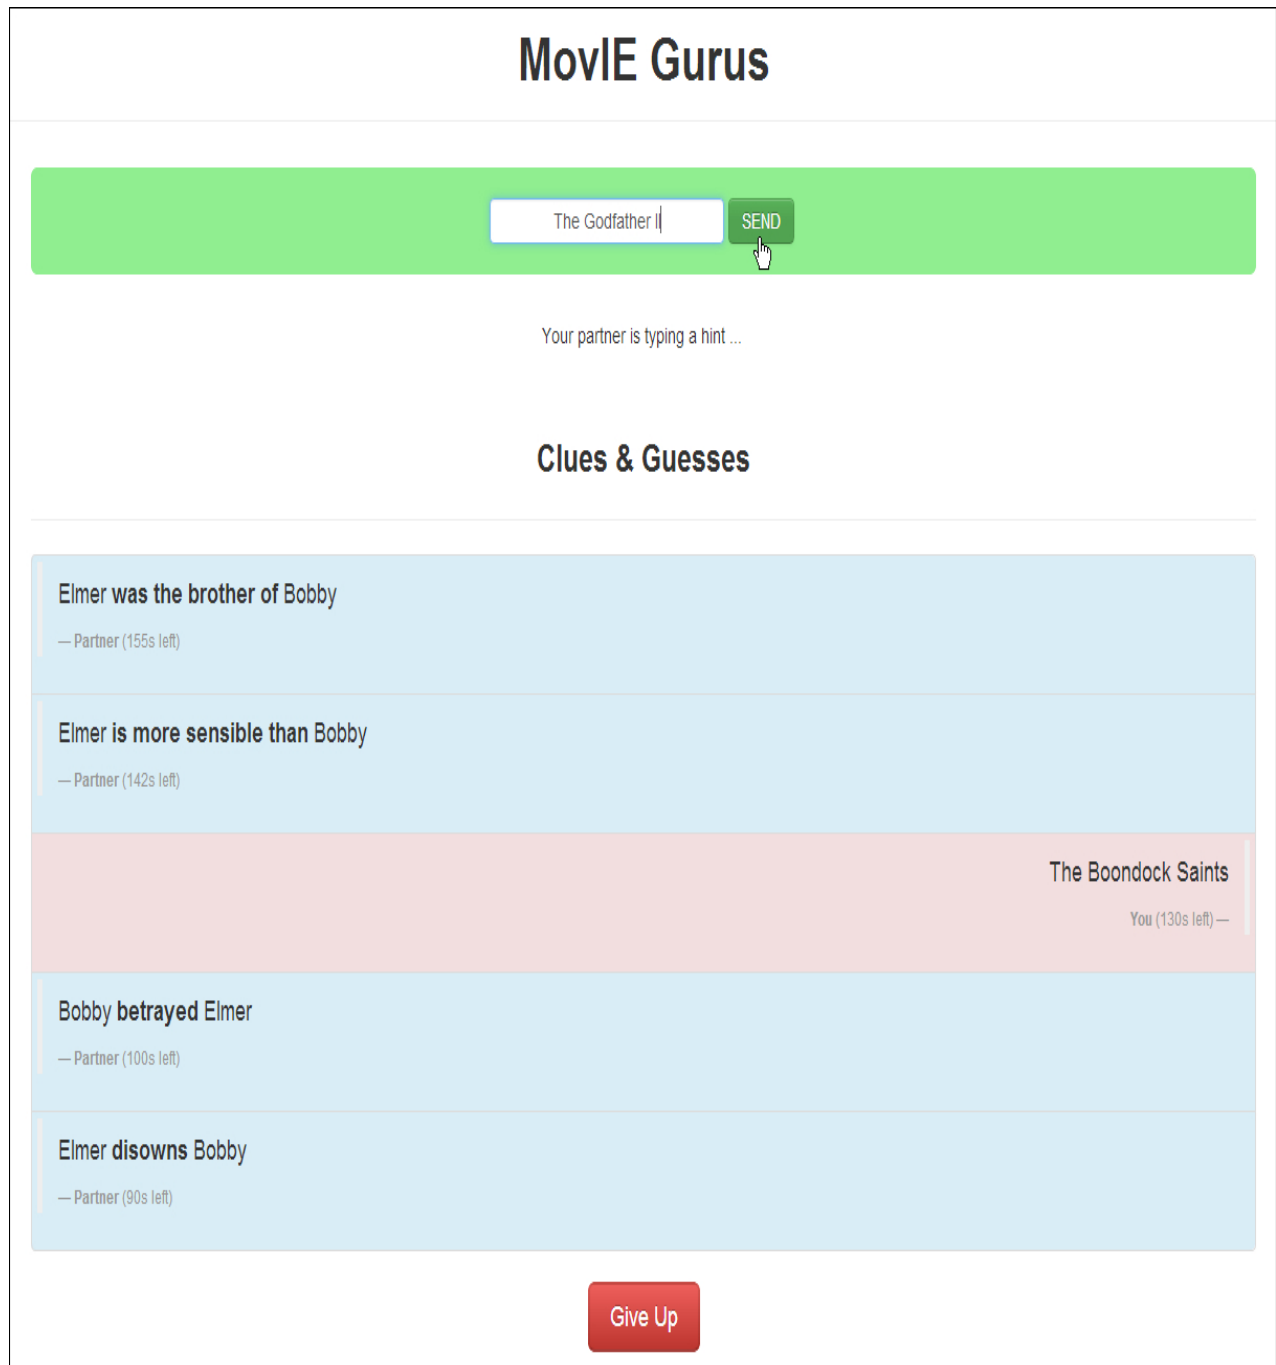 MovIE Gurus
The Godfather II
SEND
Your partner is typing a hint ...
Clues & Guesses
Elmer was the brother of Bobby
— Partner (155s left)
Elmer is more sensible than Bobby
— Partner (142s left)
The Boondock Saints
You (130s left) —
Bobby betrayed Elmer
— Partner (100s left)
Elmer disowns Bobby
— Partner (90s left)
Give Up